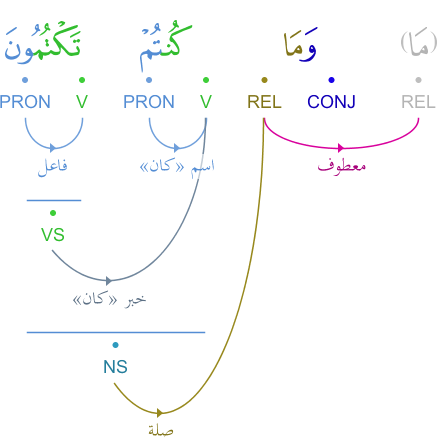 (مَا) وَمَا كُنتُمْ تَكْتُمُونَ
REL CONJ REL V PRON V PRON
معطوف اسم «كان» فاعل
VS
خبر «كان»
NS
صلة